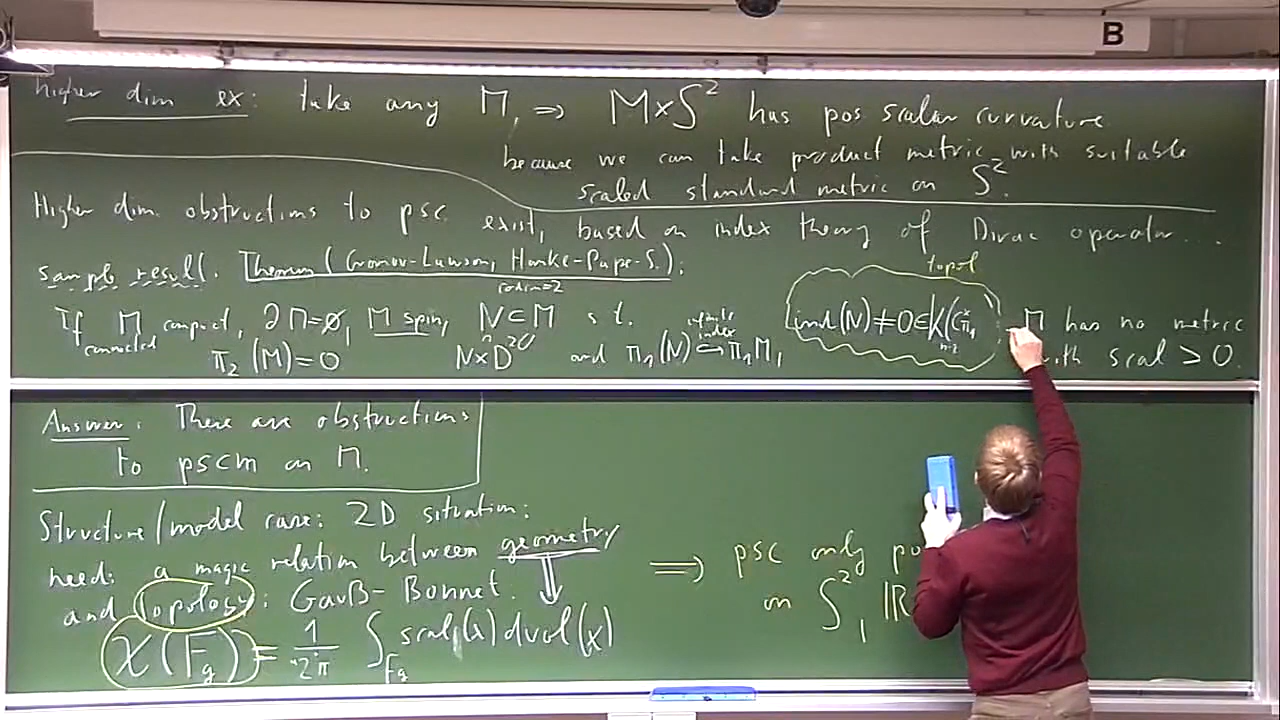 B
higher dim ex: take any M, ⇒ M×S² has pos scalar curvature
because we can take product metric with suitable
scaled standard metric on S².
Higher dim. obstructions to psc exist, based on index theory of Dirac operator...
sample result. Theorem (Gromov-Lawson, Hanke-Pape-S.):
codim=2
topol
If M compact, ∂M=∅, M spin, N⊂M s.t. ind(N)≠0∈K(C*π₁ M has no metric
connected π₂(M)=0 N×D² and π₁(N)↪π₁M, with scal > 0.
infinite index
Answer: There are obstructions
to pscm on M.
Structure/model case: 2D situation:
need: a magic relation between geometry
and topology: Gauß-Bonnet.
χ(F_g) = 1/2π ∫_{F_g} scal(x) dvol(x)
⇒ psc only
on S², IR